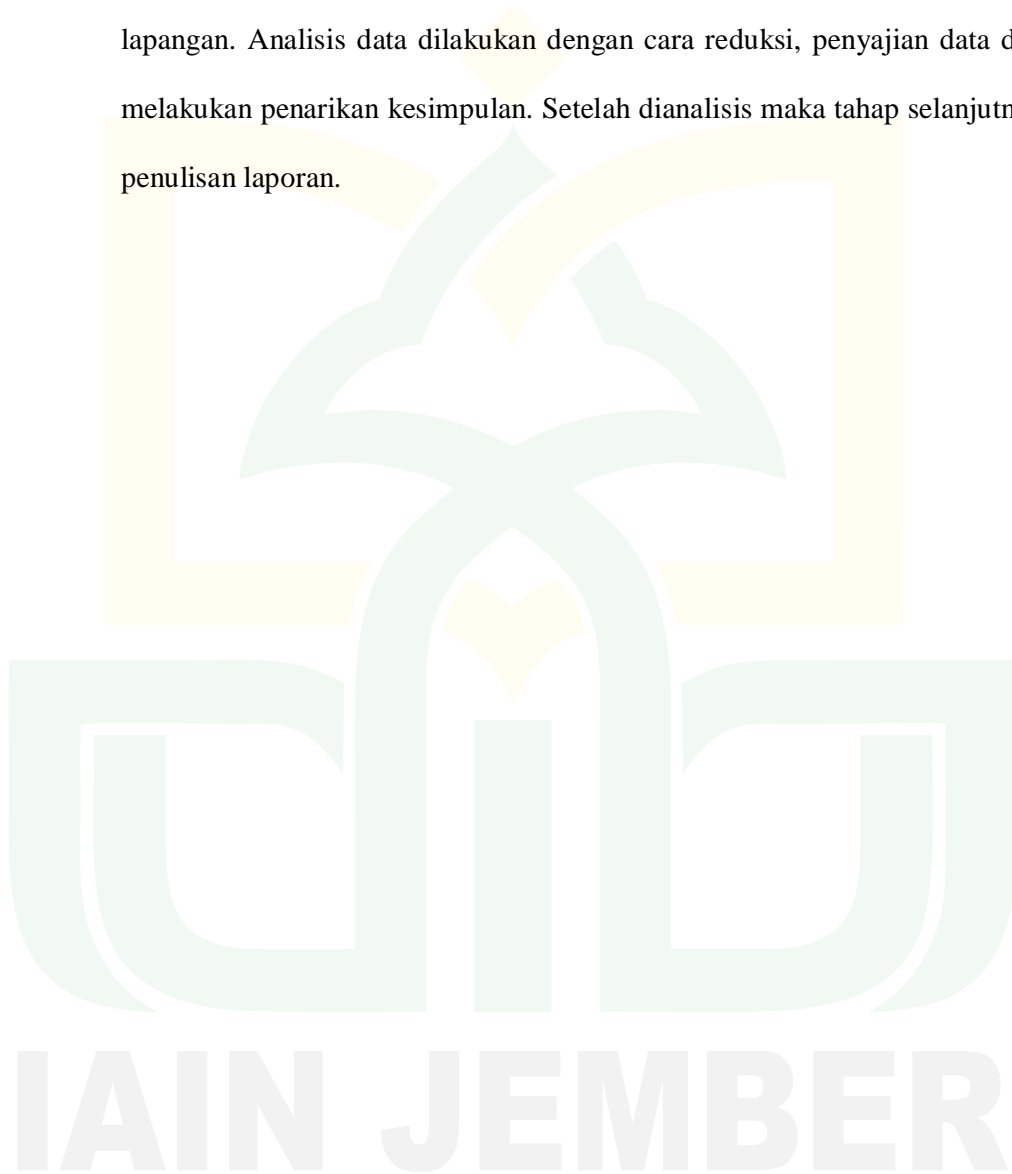 lapangan. Analisis data dilakukan dengan cara reduksi, penyajian data
melakukan penarikan kesimpulan. Setelah dianalisis maka tahap
penulisan laporan.
IAIN JEMBER